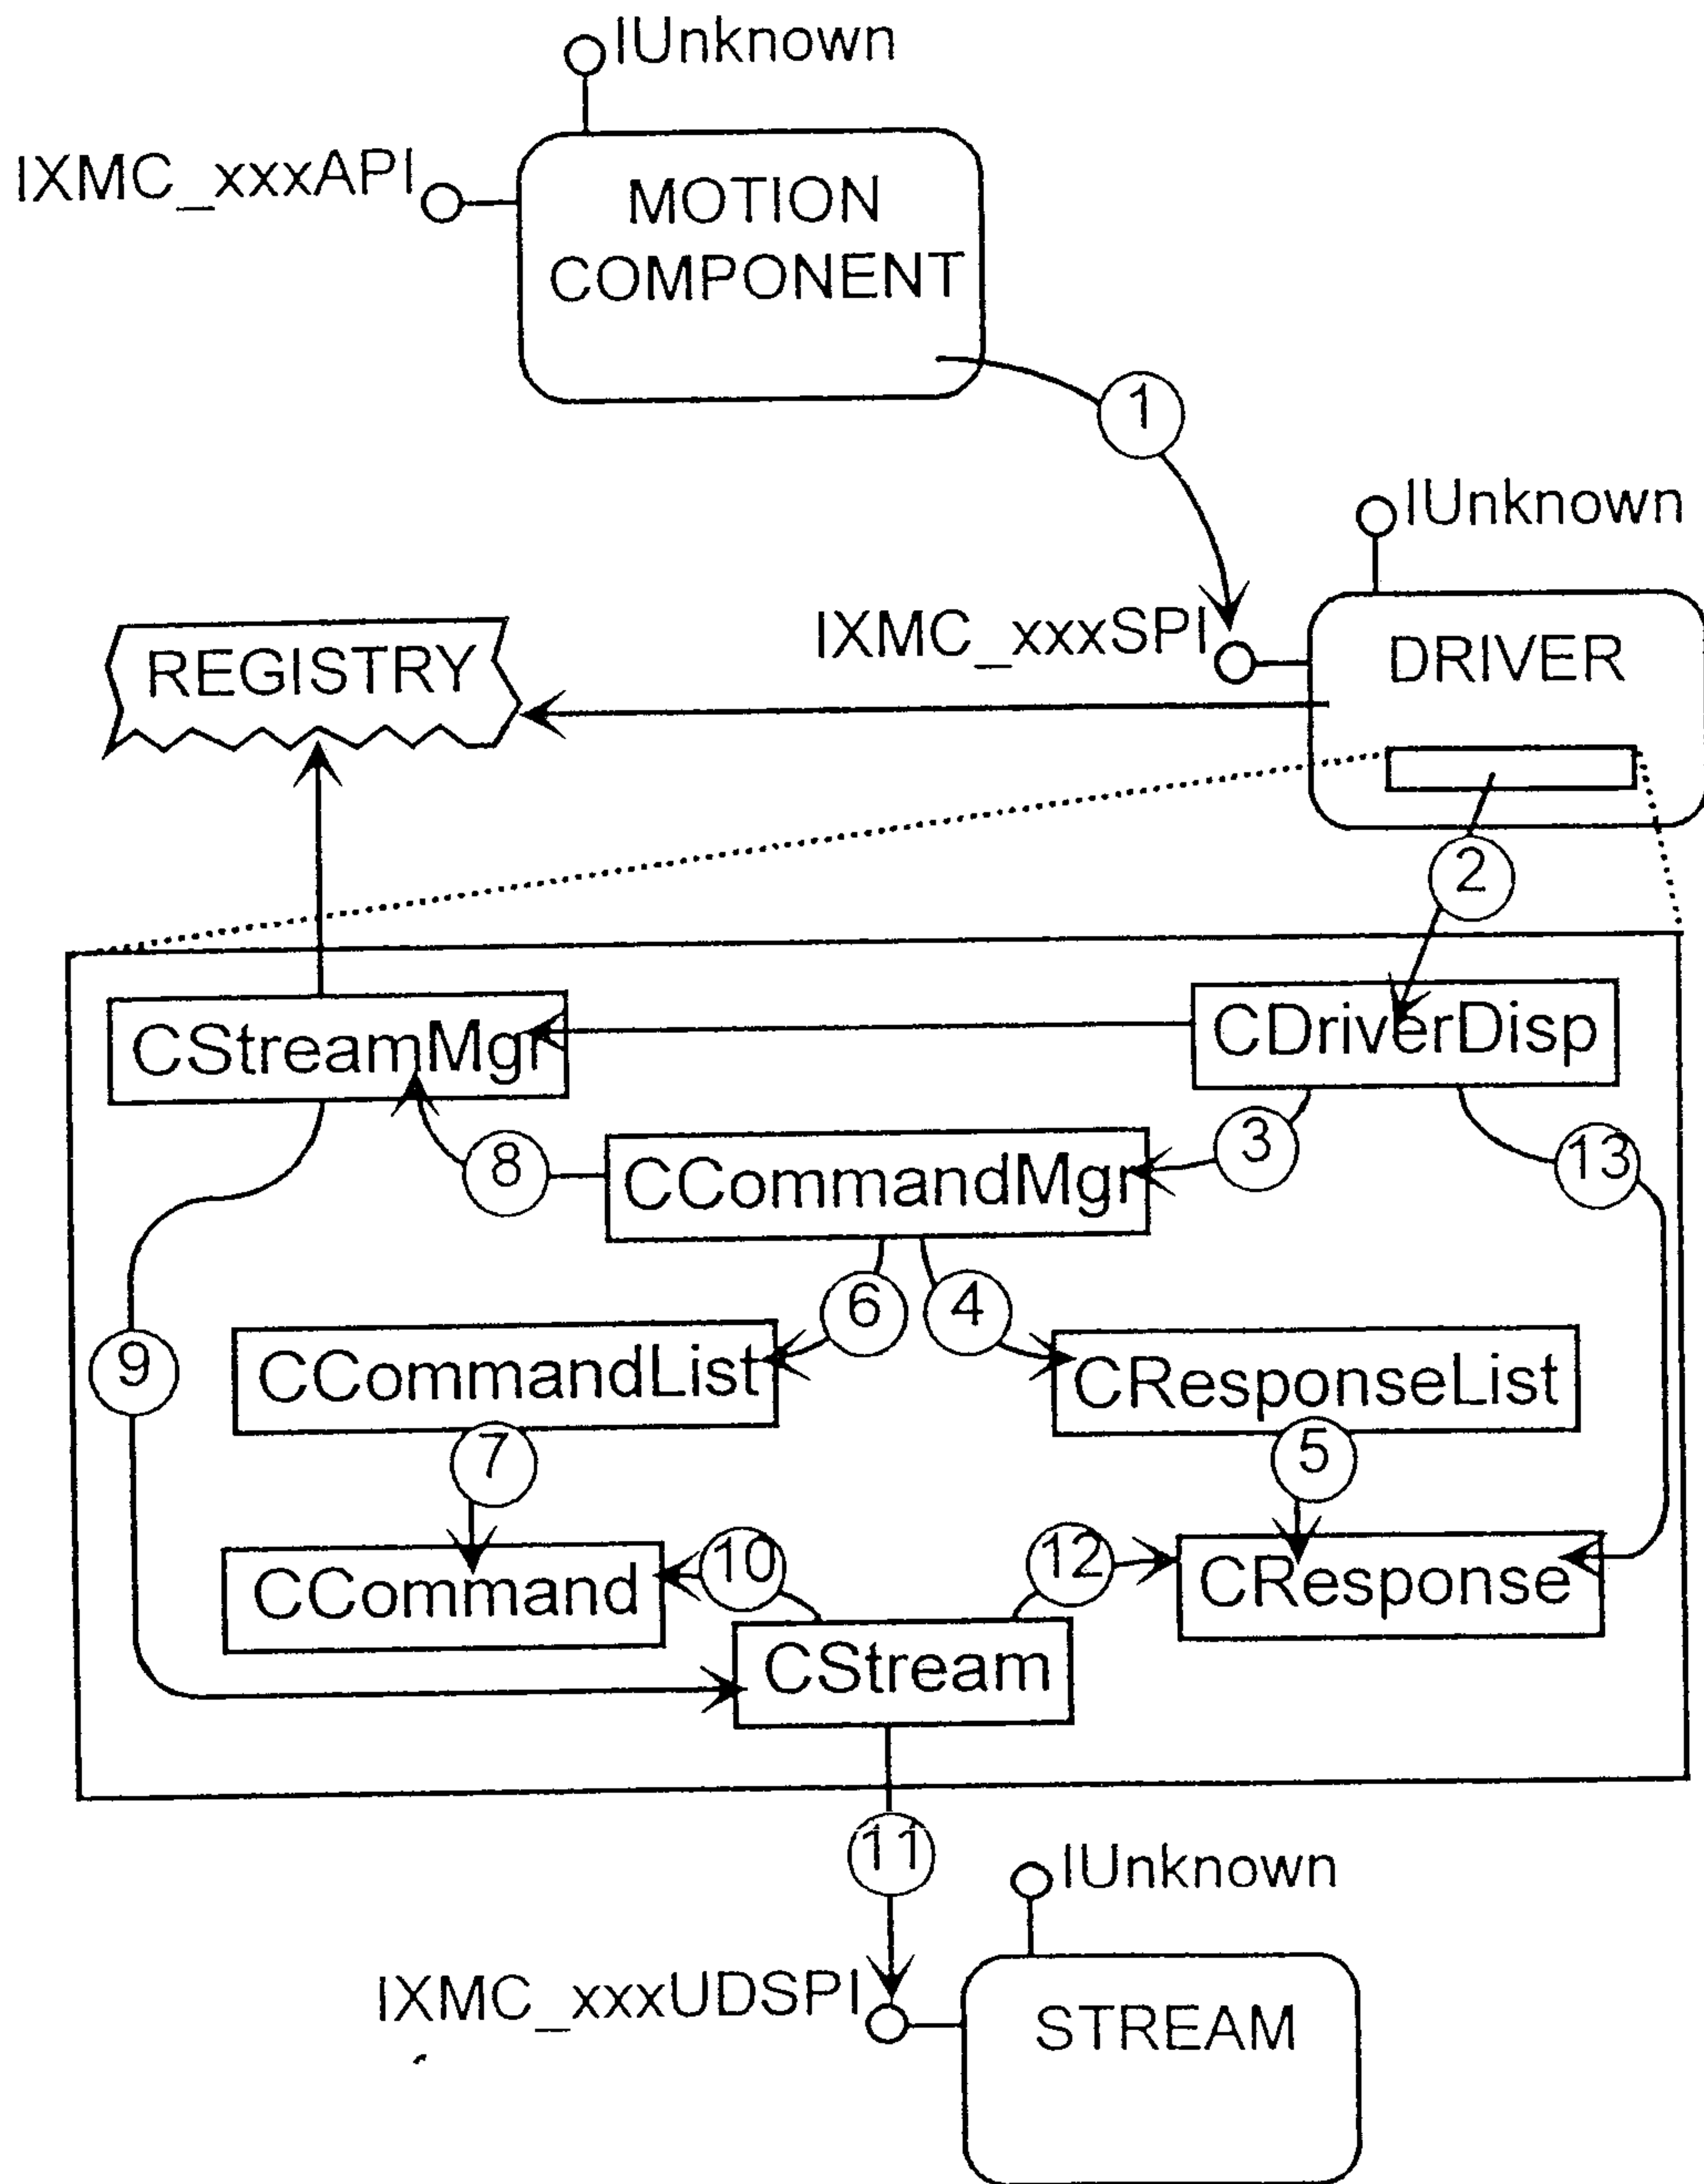 IUnknown
IXMC_xxxAPI
MOTION
COMPONENT
1
IUnknown
IXMC_xxxSPI
DRIVER
REGISTRY
2
CStreamMgr
CDriverDisp
3
13
8
CCommandMgr
6
4
9
CCommandList
CResponseList
7
5
10
12
CCommand
CResponse
CStream
11
IUnknown
IXMC_xxxUDSPI
STREAM